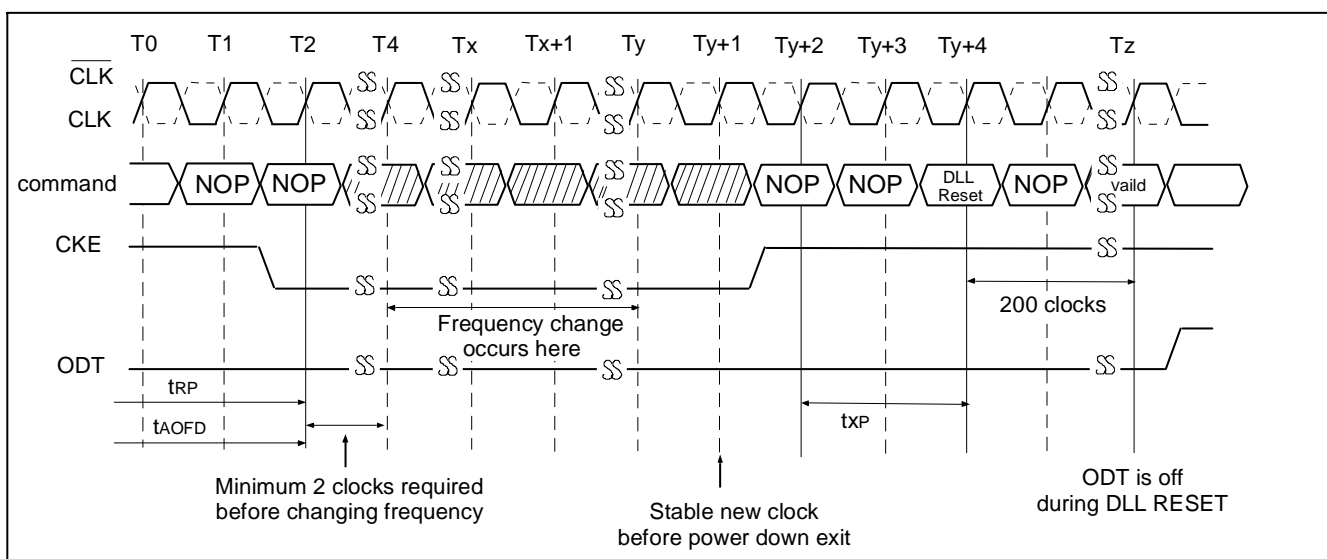 T0 T1 T2 T4 Tx Tx+1 Ty Ty+1 Ty+2 Ty+3 Ty+4 Tz
CLK
CLK
command NOP NOP NOP NOP DLL Reset NOP vaild
CKE
200 clocks
Frequency change
occurs here
ODT
tRP
tXP
tAOFD
Minimum 2 clocks required
before changing frequency
Stable new clock
before power down exit
ODT is off
during DLL RESET